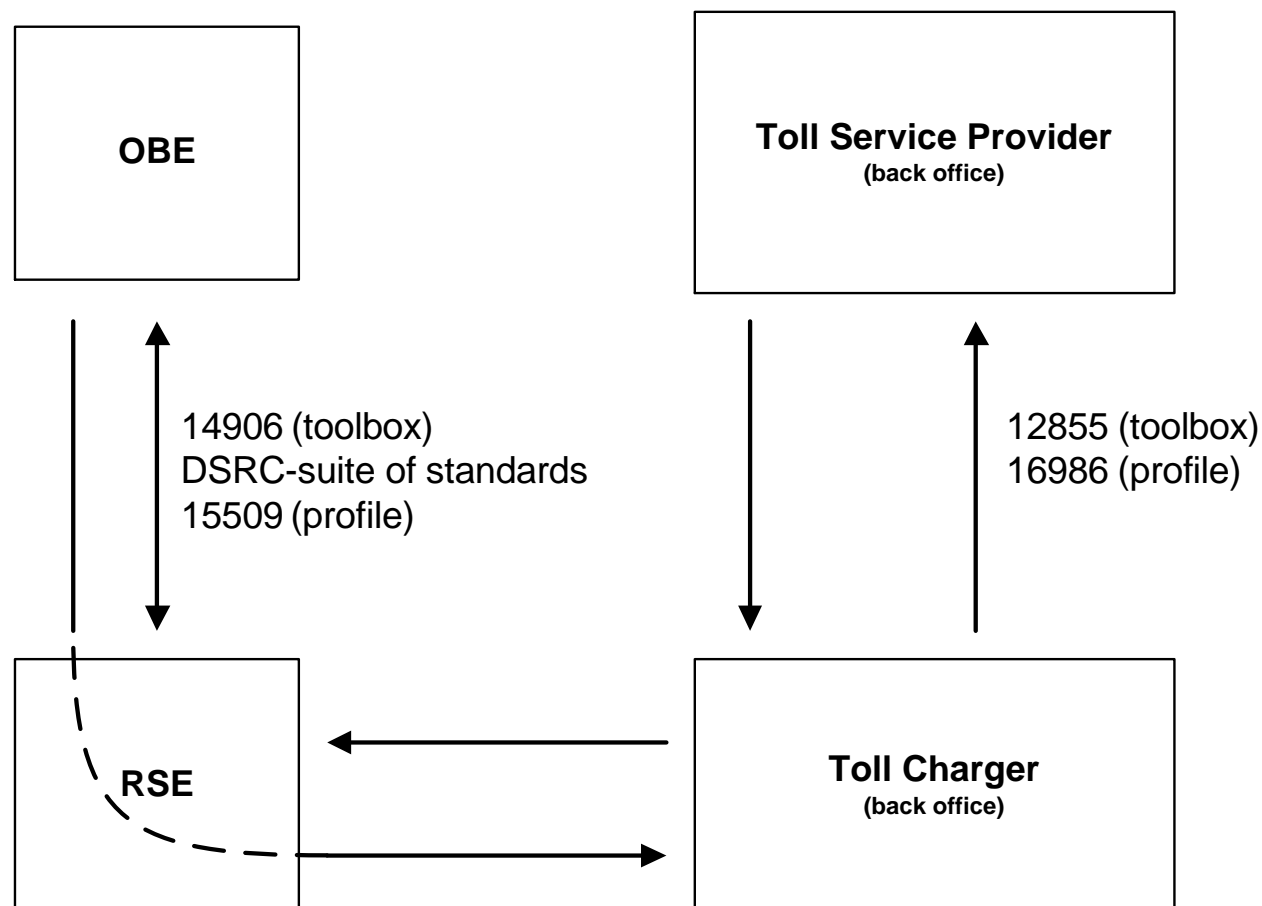 OBE
Toll Service Provider
(back office)
14906 (toolbox)
DSRC-suite of standards
15509 (profile)
12855 (toolbox)
16986 (profile)
RSE
Toll Charger
(back office)